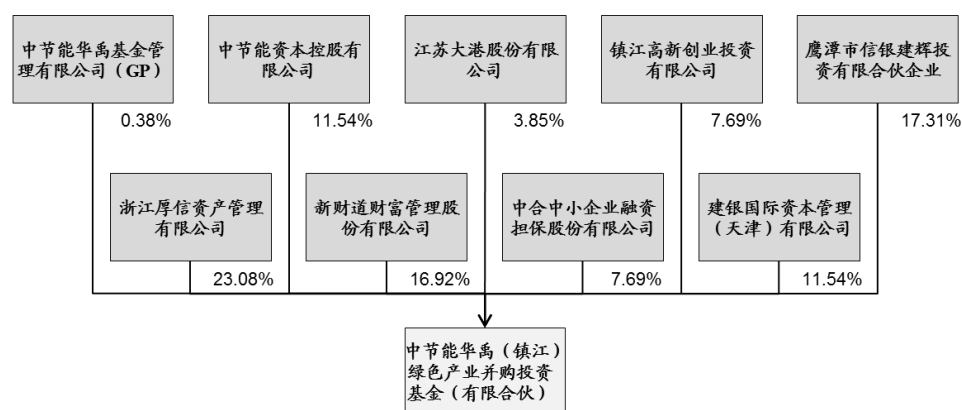 中节能华禹基金管
理有限公司（GP）
中节能资本控股有
限公司
江苏大港股份有限
公司
镇江高新创业投资
有限公司
鹰潭市信银建辉投
资有限合伙企业
0.38%
11.54%
3.85%
7.69%
17.31%
浙江厚信资产管理
有限公司
新财道财富管理股
份有限公司
中合中小企业融资
担保股份有限公司
建银国际资本管理
（天津）有限公司
23.08%
16.92%
7.69%
11.54%
中节能华禹（镇江）
绿色产业并购投资
基金（有限合伙）